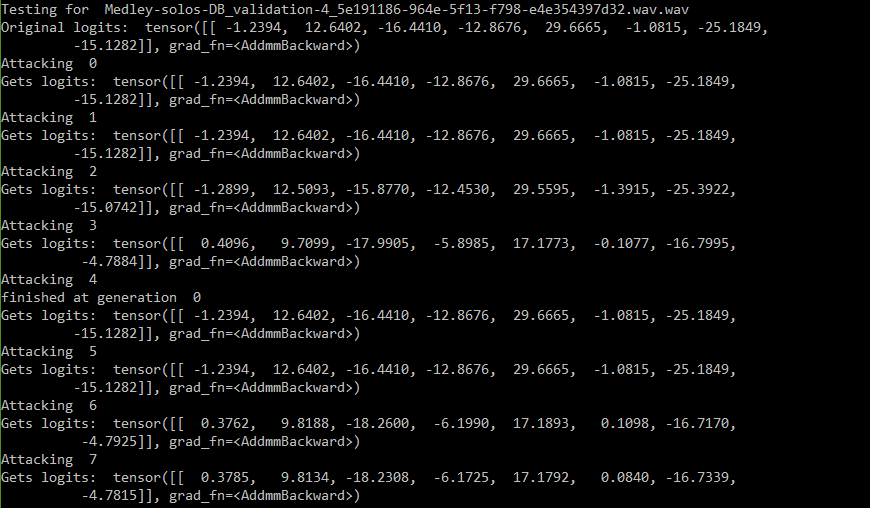 Testing for  Medley-solos-DB_validation-4_5e191186-964e-5f13-f798-e4e354397d32.wav.wav
Original logits:  tensor([[ -1.2394,  12.6402, -16.4410, -12.8676,  29.6665,  -1.0815, -25.1849,
         -15.1282]], grad_fn=<AddmmBackward>)
Attacking  0
Gets logits:  tensor([[ -1.2394,  12.6402, -16.4410, -12.8676,  29.6665,  -1.0815, -25.1849,
         -15.1282]], grad_fn=<AddmmBackward>)
Attacking  1
Gets logits:  tensor([[ -1.2394,  12.6402, -16.4410, -12.8676,  29.6665,  -1.0815, -25.1849,
         -15.1282]], grad_fn=<AddmmBackward>)
Attacking  2
Gets logits:  tensor([[ -1.2899,  12.5093, -15.8770, -12.4530,  29.5595,  -1.3915, -25.3922,
         -15.0742]], grad_fn=<AddmmBackward>)
Attacking  3
Gets logits:  tensor([[  0.4096,   9.7099, -17.9905,  -5.8985,  17.1773,  -0.1077, -16.7995,
          -4.7884]], grad_fn=<AddmmBackward>)
Attacking  4
finished at generation  0
Gets logits:  tensor([[ -1.2394,  12.6402, -16.4410, -12.8676,  29.6665,  -1.0815, -25.1849,
         -15.1282]], grad_fn=<AddmmBackward>)
Attacking  5
Gets logits:  tensor([[ -1.2394,  12.6402, -16.4410, -12.8676,  29.6665,  -1.0815, -25.1849,
         -15.1282]], grad_fn=<AddmmBackward>)
Attacking  6
Gets logits:  tensor([[  0.3762,   9.8188, -18.2600,  -6.1990,  17.1893,   0.1098, -16.7170,
          -4.7925]], grad_fn=<AddmmBackward>)
Attacking  7
Gets logits:  tensor([[  0.3785,   9.8134, -18.2308,  -6.1725,  17.1792,   0.0840, -16.7339,
          -4.7815]], grad_fn=<AddmmBackward>)